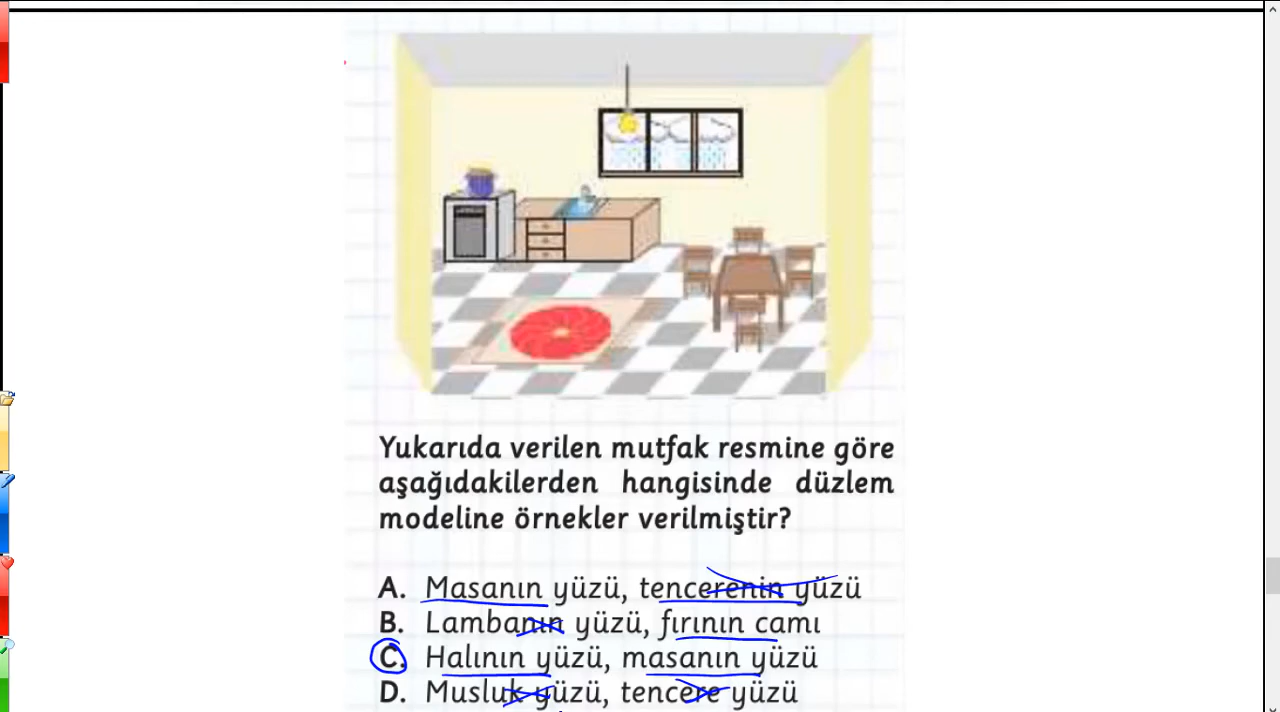 Yukarıda verilen mutfak resmine göre
aşağıdakilerden hangisinde düzlem
modeline örnekler verilmiştir?
A. Masanın yüzü, tencerenin yüzü
B. Lambanın yüzü, fırının camı
C. Halının yüzü, masanın yüzü
D. Musluk yüzü, tencere yüzü